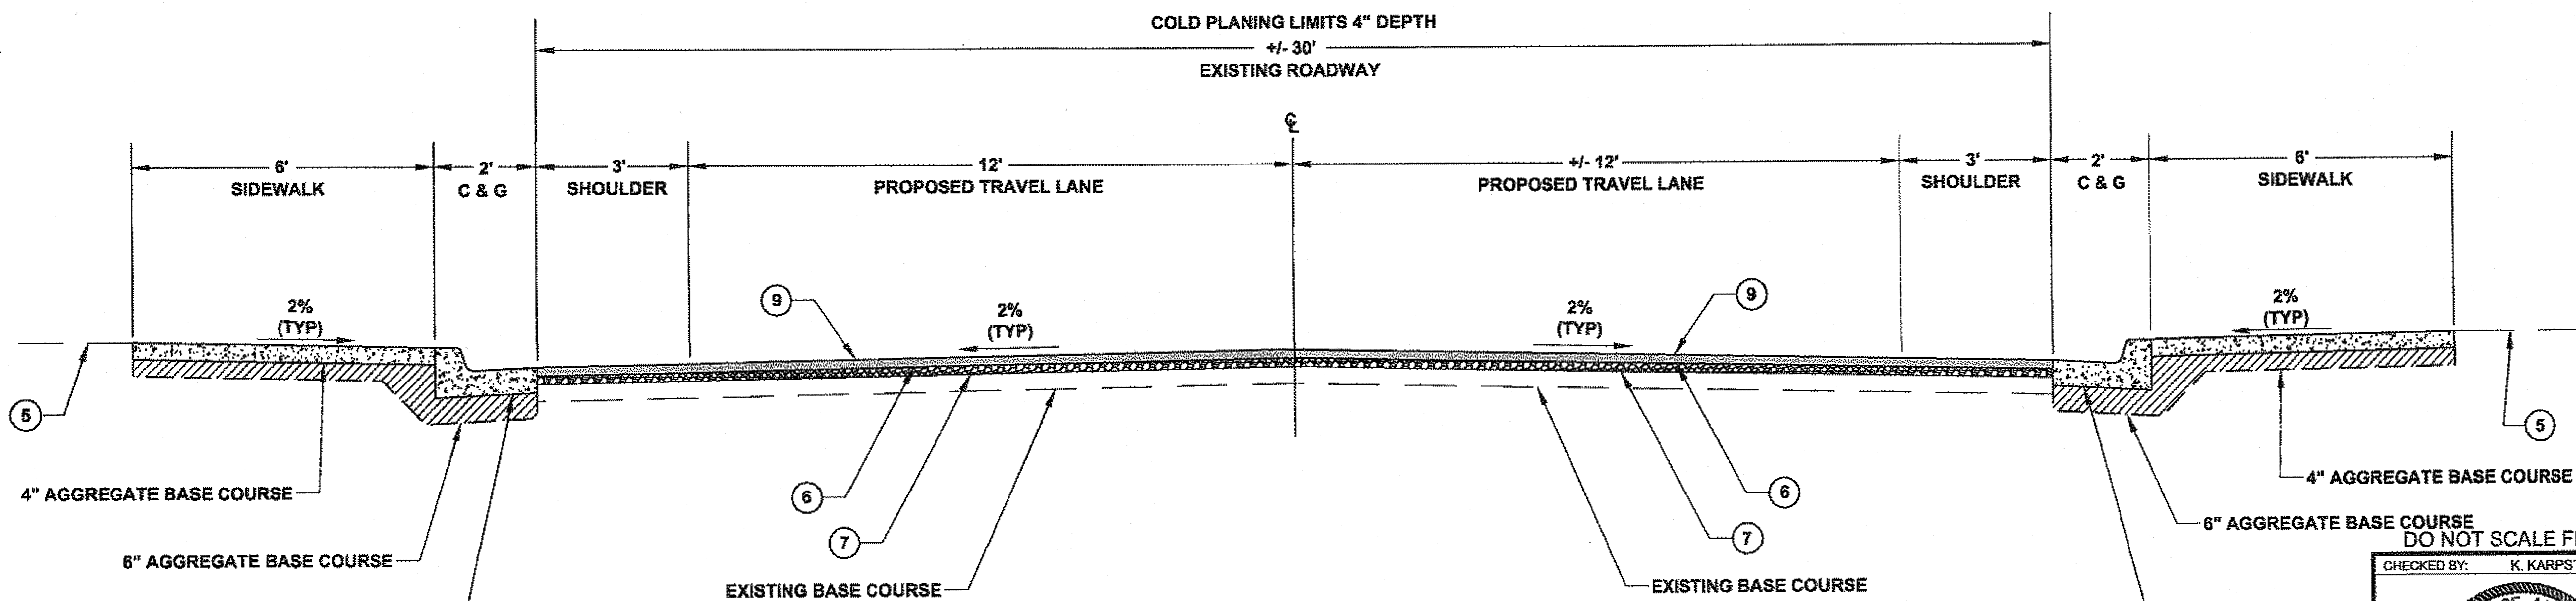 COLD PLANING LIMITS 4" DEPTH
+/- 30'
EXISTING ROADWAY
℄
6'
SIDEWALK
2'
C & G
3'
SHOULDER
12'
PROPOSED TRAVEL LANE
+/- 12'
PROPOSED TRAVEL LANE
3'
SHOULDER
2'
C & G
6'
SIDEWALK
2%
(TYP)
9
2%
(TYP)
2%
(TYP)
9
2%
(TYP)
5
5
4" AGGREGATE BASE COURSE
6
6
4" AGGREGATE BASE COURSE
7
7
6" AGGREGATE BASE COURSE
6" AGGREGATE BASE COURSE
EXISTING BASE COURSE
EXISTING BASE COURSE
DO NOT SCALE
CHECKED BY: K.